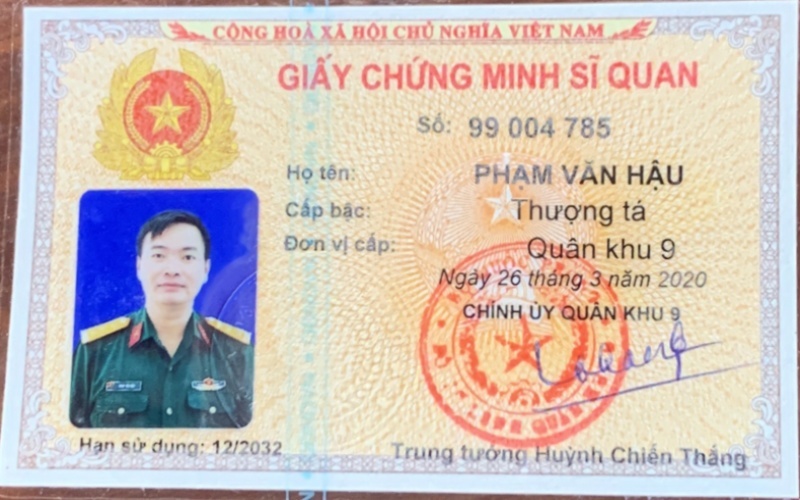 CỘNG HOÀ XÃ HỘI CHỦ NGHĨA VIỆT NAM
GIẤY CHỨNG MINH SĨ QUAN
Số: 99 004 785
Họ tên: PHẠM VĂN HẬU
Cấp bậc: Thượng tá
Đơn vị cấp: Quân khu 9
Ngày 26 tháng 3 năm 2020
CHÍNH ỦY QUÂN KHU 9
Hạn sử dụng: 12/2032
Trung tướng Huỳnh Chiến Thắng